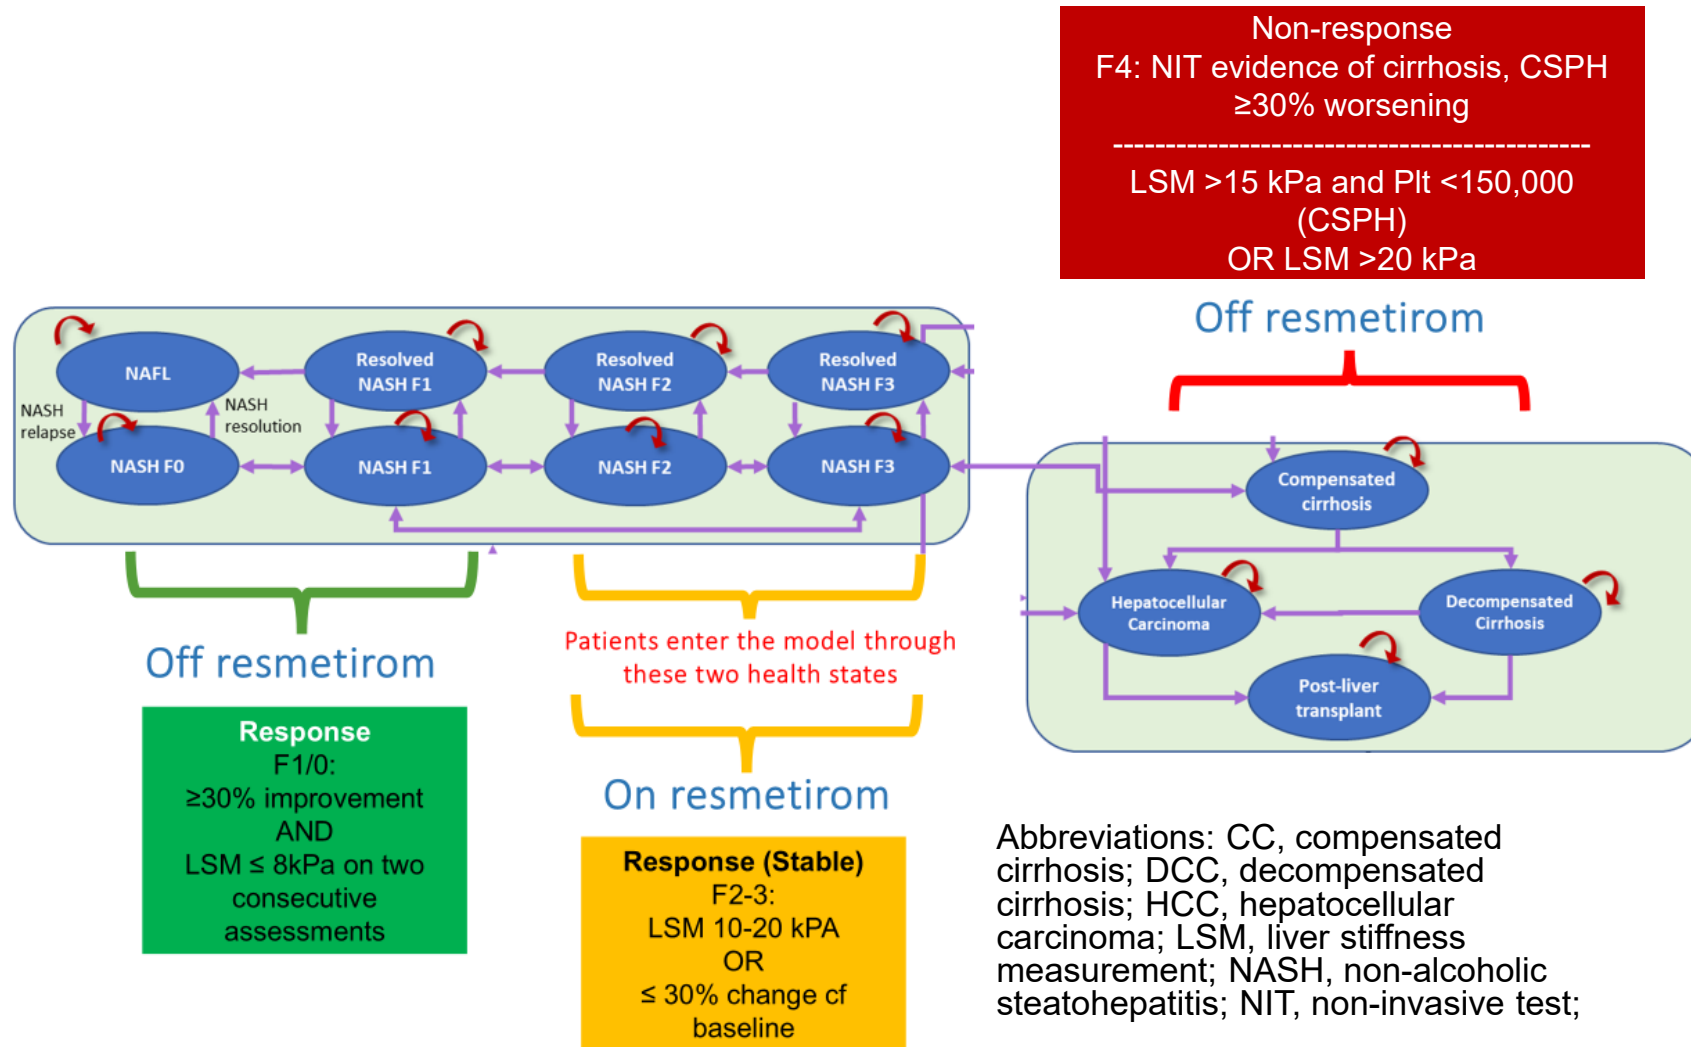 Non-response
F4: NIT evidence of cirrhosis, CSPH
≥30% worsening
--------------------------------------------
LSM >15 kPa and Plt <150,000
(CSPH)
OR LSM >20 kPa
Off resmetirom
NAFL
Resolved
NASH F1
Resolved
NASH F2
Resolved
NASH F3
NASH
relapse
NASH
resolution
NASH F0
NASH F1
NASH F2
NASH F3
Compensated
cirrhosis
Hepatocellular
Carcinoma
Decompensated
Cirrhosis
Post-liver
transplant
Off resmetirom
Patients enter the model through
these two health states
Response
F1/0:
≥30% improvement
AND
LSM ≤ 8kPa on two
consecutive
assessments
On resmetirom
Response (Stable)
F2-3:
LSM 10-20 kPA
OR
≤ 30% change cf
baseline
Abbreviations: CC, compensated
cirrhosis; DCC, decompensated
cirrhosis; HCC, hepatocellular
carcinoma; LSM, liver stiffness
measurement; NASH, non-alcoholic
steatohepatitis; NIT, non-invasive test;